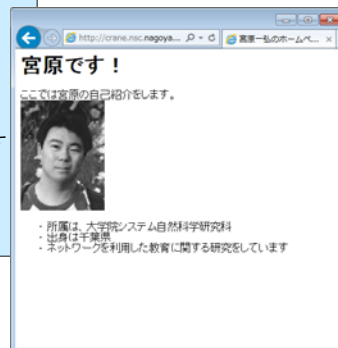 http://crane.nsc.nagoya...
宮原一弘のホームペ...
宮原です！
ここでは宮原の自己紹介をします。
・ 所属は、大学院システム自然科学研究科
・ 出身は千葉県
・ ネットワークを利用した教育に関する研究をしています